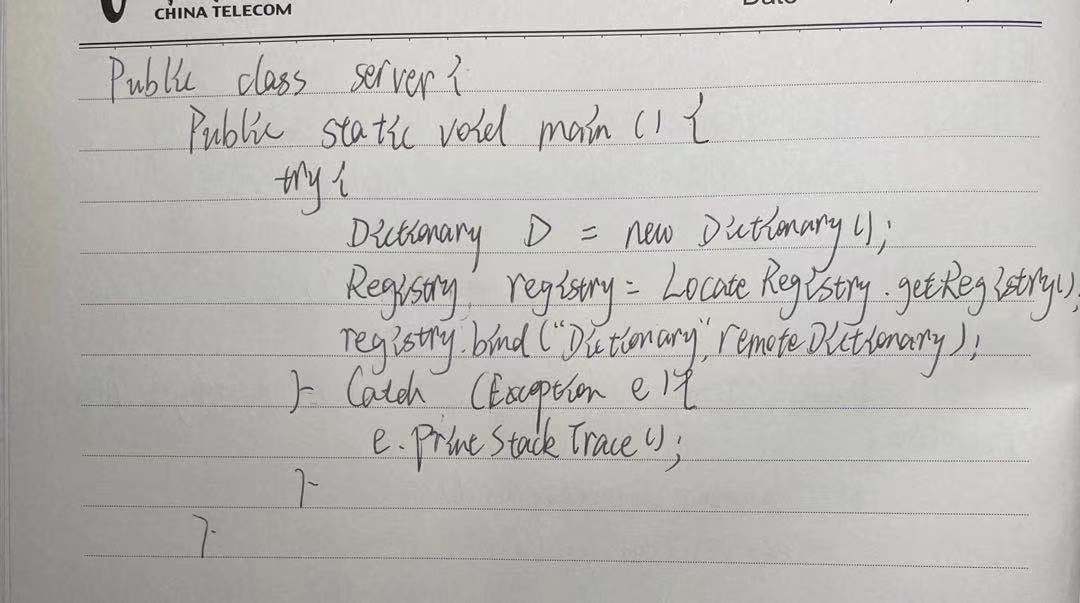 CHINA TELECOM
Public class server{
Public static void main () {
try{
Dictionary D = new Dictionary();
Registry registry = LocateRegistry.getRegistry();
registry.bind("Dictionary", remoteDictionary);
} Catch (Exception e){
e.printStackTrace();
}
}